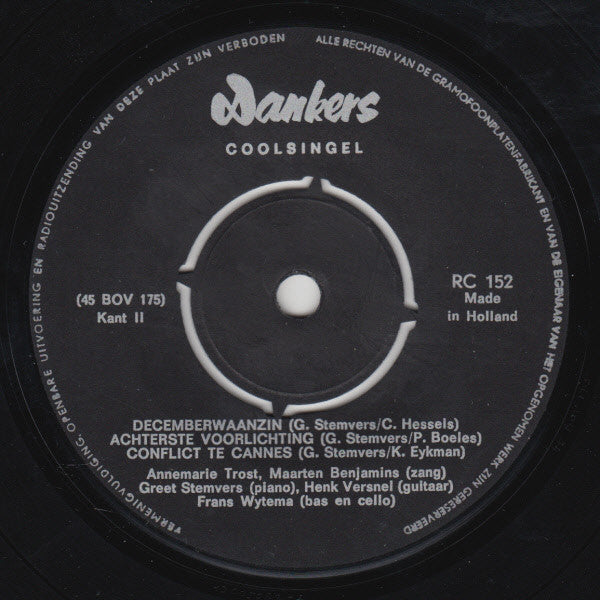 Dankers
COOLSINGEL
(45 BOV 175)
Kant II
RC 152
Made
in Holland
DECEMBERWAANZIN (G. Stemvers/C. Hessels)
ACHTERSTE VOORLICHTING (G. Stemvers/P. Boeles)
CONFLICT TE CANNES (G. Stemvers/K. Eykman)
Annemarie Trost, Maarten Benjamins (zang)
Greet Stemvers (piano), Henk Versnel (guitaar)
Frans Wytema (bas en cello)
ALLE RECHTEN VAN DE GRAMOFOONPLATENFABRIKANT EN VAN DE EIGENAAR VAN HET OPGENOMEN WERK ZIJN GERESERVEERD
VERMENIGVULDIGING, OPENBARE UITVOERING EN RADIOUITZENDING VAN DEZE PLAAT ZIJN VERBODEN